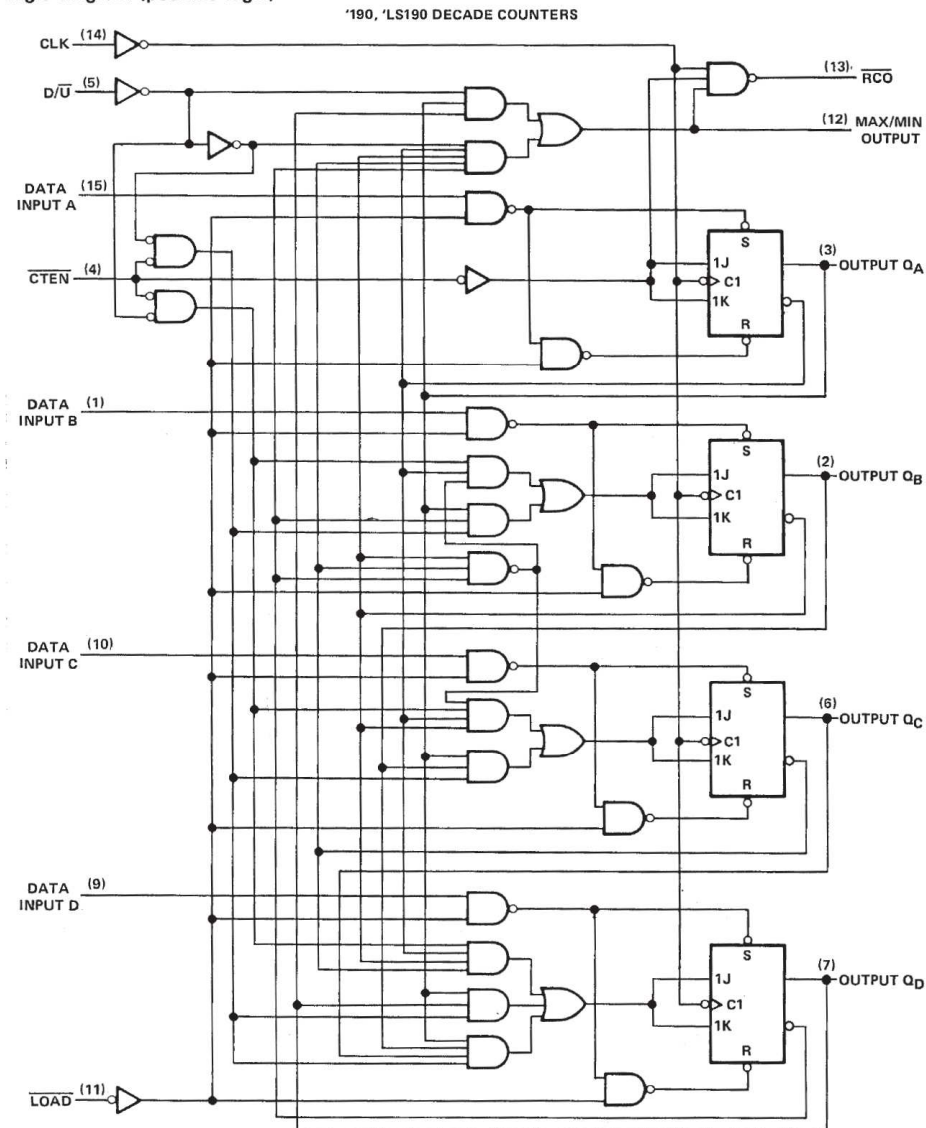 '190, 'LS190 DECADE COUNTERS
CLK (14)
(13) RCO
D/U (5)
(12) MAX/MIN
OUTPUT
DATA
INPUT A (15)
S
1J
C1
1K
R
(3)
OUTPUT QA
CTEN (4)
DATA
INPUT B (1)
S
1J
C1
1K
R
(2)
OUTPUT QB
DATA
INPUT C (10)
S
1J
C1
1K
R
(6)
OUTPUT QC
DATA
INPUT D (9)
S
1J
C1
1K
R
(7)
OUTPUT QD
LOAD (11)